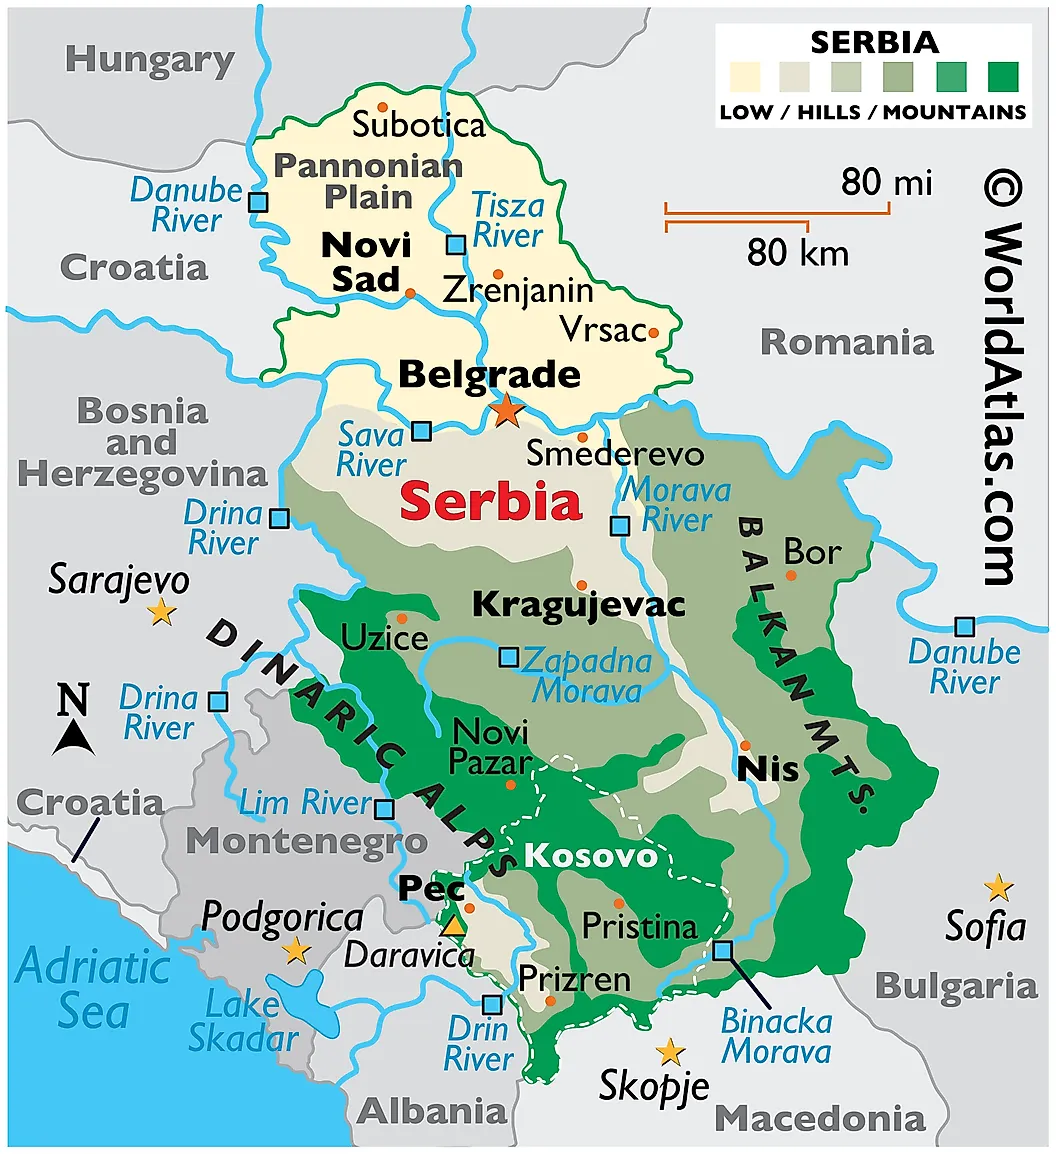 Hungary
SERBIA
LOW / HILLS / MOUNTAINS
Subotica
Pannonian
Plain
Danube
River
Tisza
River
80 mi
80 km
© WorldAtlas.com
Croatia
Novi
Sad
Zrenjanin
Vrsac
Romania
Belgrade
Bosnia
and
Herzegovina
Sava
River
Smederevo
Serbia
Morava
River
Drina
River
BALKAN MTS.
Bor
Sarajevo
Kragujevac
Uzice
Zapadna
Morava
Danube
River
DINARIC ALPS
N
Drina
River
Novi
Pazar
Nis
Croatia
Lim River
Montenegro
Kosovo
Pec
Podgorica
Daravica
Pristina
Sofia
Adriatic
Sea
Prizren
Bulgaria
Lake
Skadar
Drin
River
Binacka
Morava
Skopje
Albania
Macedonia